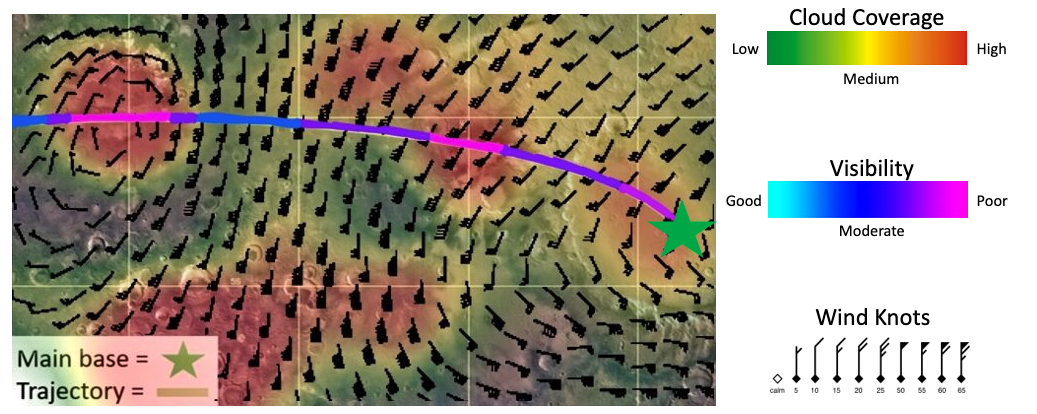 Cloud Coverage
Low
High
Medium
Visibility
Good
Poor
Moderate
Wind Knots
calm 5 10 15 20 25 50 55 60 65
Main base =
Trajectory =